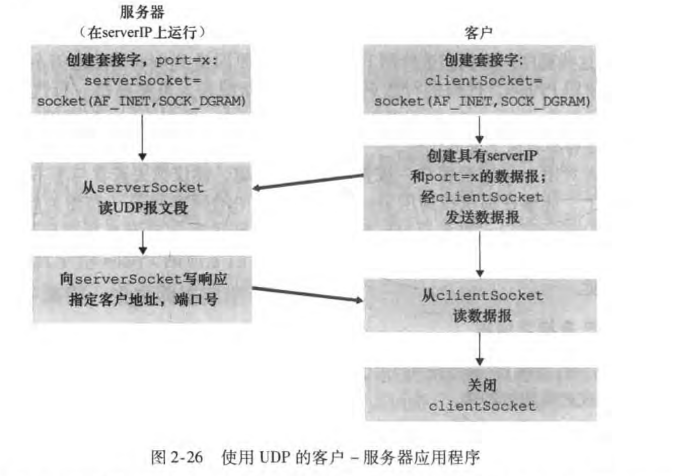 服务器
（在serverIP上运行）
创建套接字，port=x:
serverSocket=
socket(AF_INET,SOCK_DGRAM)
从serverSocket
读UDP报文段
向serverSocket写响应
指定客户地址，端口号
客户
创建套接字:
clientSocket=
socket(AF_INET,SOCK_DGRAM)
创建具有serverIP
和port=x的数据报；
经clientSocket
发送数据报
从clientSocket
读数据报
关闭
clientSocket
图 2-26 使用 UDP 的客户 – 服务器应用程序